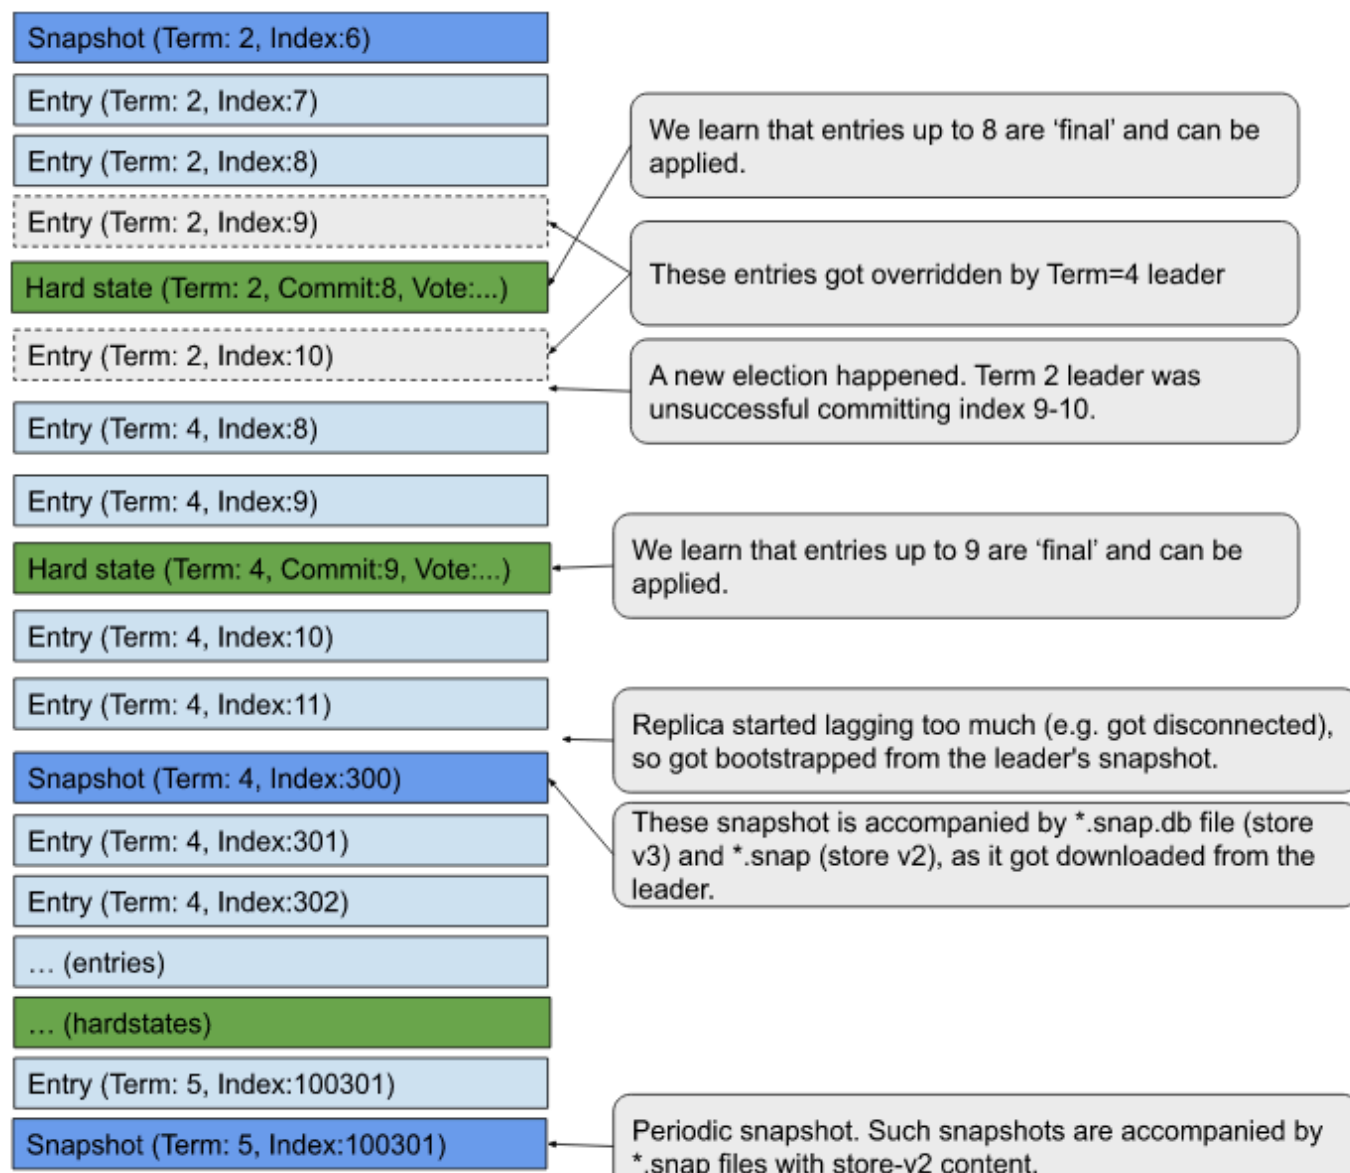 Snapshot (Term: 2, Index:6)
Entry (Term: 2, Index:7)
Entry (Term: 2, Index:8)
Entry (Term: 2, Index:9)
Hard state (Term: 2, Commit:8, Vote:...)
Entry (Term: 2, Index:10)
Entry (Term: 4, Index:8)
Entry (Term: 4, Index:9)
Hard state (Term: 4, Commit:9, Vote:...)
Entry (Term: 4, Index:10)
Entry (Term: 4, Index:11)
Snapshot (Term: 4, Index:300)
Entry (Term: 4, Index:301)
Entry (Term: 4, Index:302)
… (entries)
… (hardstates)
Entry (Term: 5, Index:100301)
Snapshot (Term: 5, Index:100301)
We learn that entries up to 8 are ‘final’ and can be
applied.
These entries got overridden by Term=4 leader
A new election happened. Term 2 leader was
unsuccessful committing index 9-10.
We learn that entries up to 9 are ‘final’ and can be
applied.
Replica started lagging too much (e.g. got disconnected),
so got bootstrapped from the leader's snapshot.
These snapshot is accompanied by *.snap.db file (store
v3) and *.snap (store v2), as it got downloaded from the
leader.
Periodic snapshot. Such snapshots are accompanied by
*.snap files with store-v2 content.